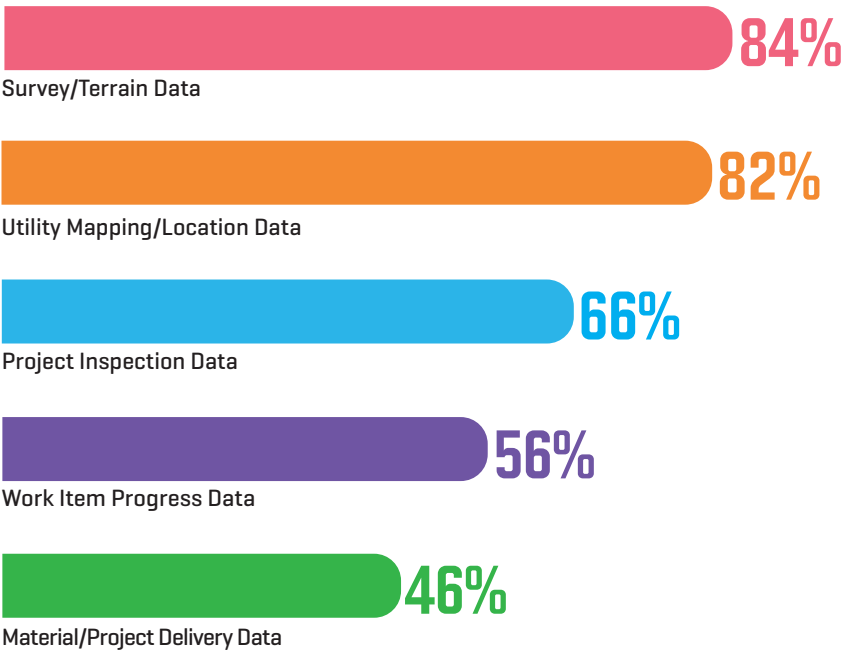 84%
Survey/Terrain Data
82%
Utility Mapping/Location Data
66%
Project Inspection Data
56%
Work Item Progress Data
46%
Material/Project Delivery Data